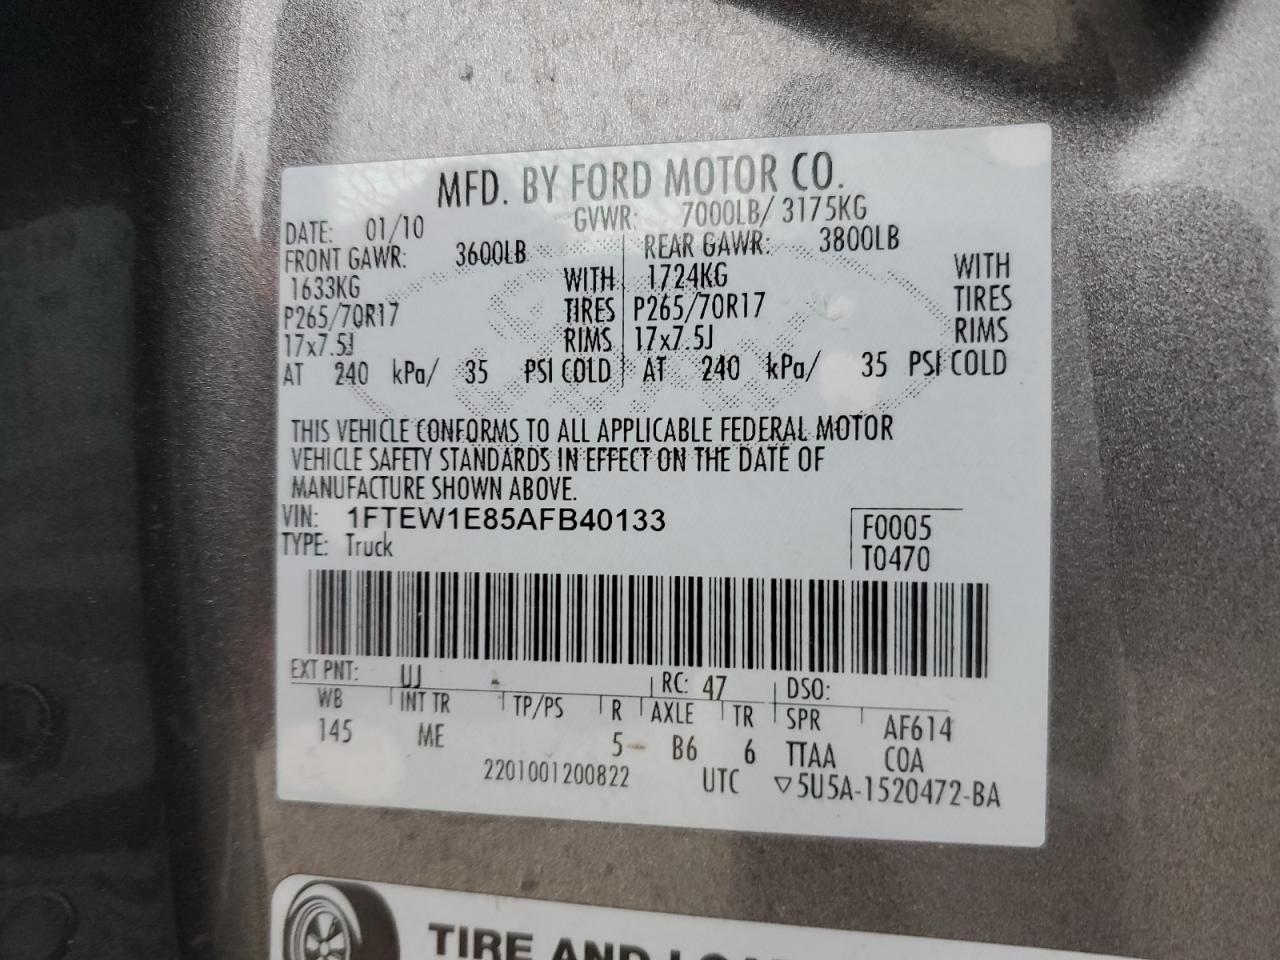 MFD. BY FORD MOTOR CO.
DATE: 01/10 GVWR: 7000LB/ 3175KG
FRONT GAWR: 3600LB REAR GAWR: 3800LB
1633KG WITH 1724KG WITH
P265/70R17 TIRES P265/70R17 TIRES
17x7.5J RIMS 17x7.5J RIMS
AT 240 kPa/ 35 PSI COLD AT 240 kPa/ 35 PSI COLD
THIS VEHICLE CONFORMS TO ALL APPLICABLE FEDERAL MOTOR
VEHICLE SAFETY STANDARDS IN EFFECT ON THE DATE OF
MANUFACTURE SHOWN ABOVE.
VIN: 1FTEW1E85AFB40133 F0005
TYPE: Truck T0470
EXT PNT: UJ RC: 47 DSO:
WB INT TR TP/PS R AXLE TR SPR AF614
145 ME 5 B6 6 TTAA COA
2201001200822 UTC ▽5U5A-1520472-BA
TIRE AND